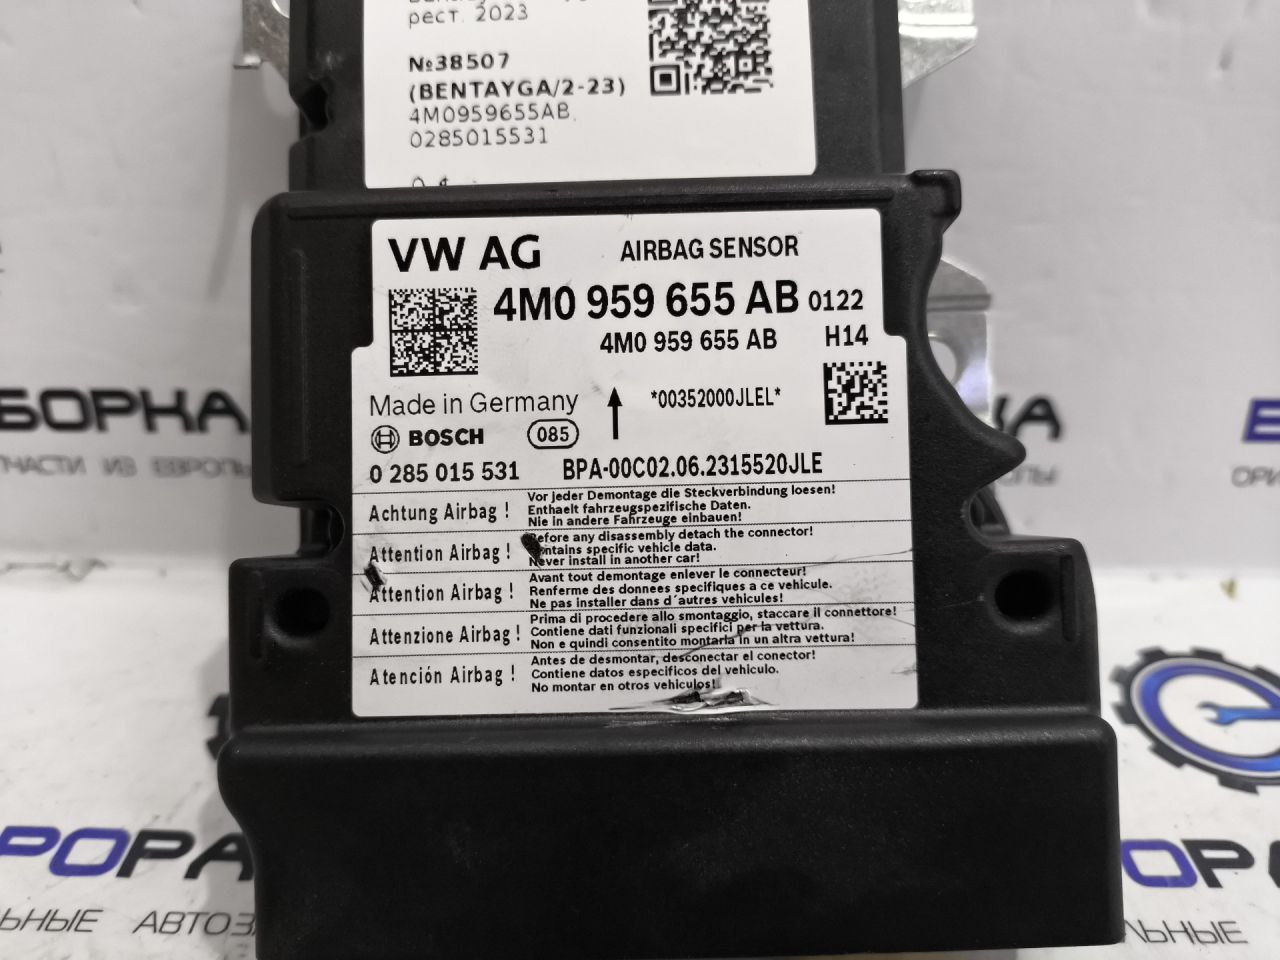 рест. 2023
№38507
(BENTAYGA/2-23)
4M0959655AB,
0285015531
VW AG
AIRBAG SENSOR
4M0 959 655 AB 0122
4M0 959 655 AB H14
Made in Germany
*00352000JLEL*
BOSCH 085
0 285 015 531 BPA-00C02.06.2315520JLE
Achtung Airbag !
Vor jeder Demontage die Steckverbindung loesen!
Enthaelt fahrzeugspezifische Daten.
Nie in andere Fahrzeuge einbauen!
Attention Airbag !
Before any disassembly detach the connector!
Contains specific vehicle data.
Never install in another car!
Attention Airbag !
Avant tout demontage enlever le connecteur!
Renferme des donnees specifiques a ce vehicule.
Ne pas installer dans d´autres vehicules!
Attenzione Airbag !
Prima di procedere allo smontaggio, staccare il connettore!
Contiene dati funzionali specifici per la vettura.
Non e quindi consentito montarla in un altra vettura!
Atención Airbag !
Antes de desmontar, desconectar el conector!
Contiene datos especificos del vehiculo.
No montar en otros vehiculos!
БОРКА
ЗПЧАСТИ ИЗ ЕВРОПЫ